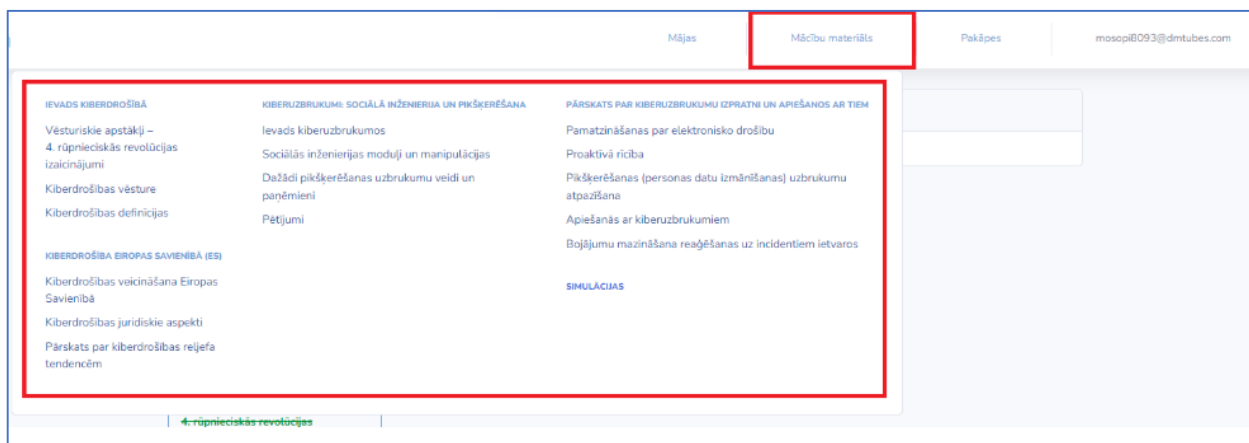 Mājas
Mācību materiāls
Pakāpes
mosopi8093@dmtubes.com
IEVADS KIBERDROŠĪBĀ
Vēsturiskie apstākļi –
4. rūpnieciskās revolūcijas
izaicinājumi
Kiberdrošības vēsture
Kiberdrošības definīcijas
KIBERDROŠĪBA EIROPAS SAVIENĪBĀ (ES)
Kiberdrošības veicināšana Eiropas
Savienībā
Kiberdrošības juridiskie aspekti
Pārskats par kiberdrošības reljefa
tendencēm
KIBERUZBRUKUMI: SOCIĀLĀ INŽENIERIJA UN PIKŠĶERĒŠANA
Ievads kiberuzbrukumos
Sociālās inženierijas moduļi un manipulācijas
Dažādi pikšķerēšanas uzbrukumu veidi un
paņēmieni
Pētījumi
PĀRSKATS PAR KIBERUZBRUKUMU IZPRATNI UN APIEŠANOS AR TIEM
Pamatzināšanas par elektronisko drošību
Proaktīvā rīcība
Pikšķerēšanas (personas datu izmānīšanas) uzbrukumu
atpazīšana
Apiešanās ar kiberuzbrukumiem
Bojājumu mazināšana reaģēšanas uz incidentiem ietvaros
SIMULĀCIJAS
4. rūpnieciskās revolūcijas